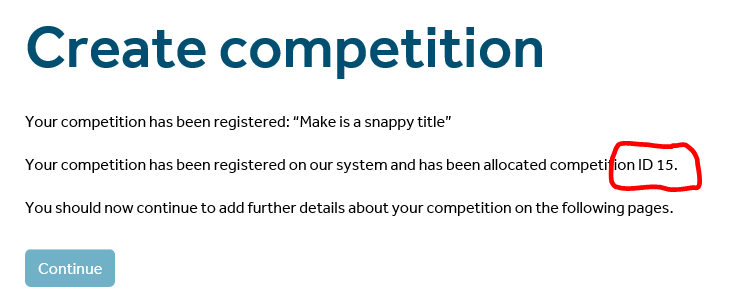 Create competition
Your competition has been registered: “Make is a snappy title”
Your competition has been registered on our system and has been allocated competition ID 15.
You should now continue to add further details about your competition on the following pages.
Continue